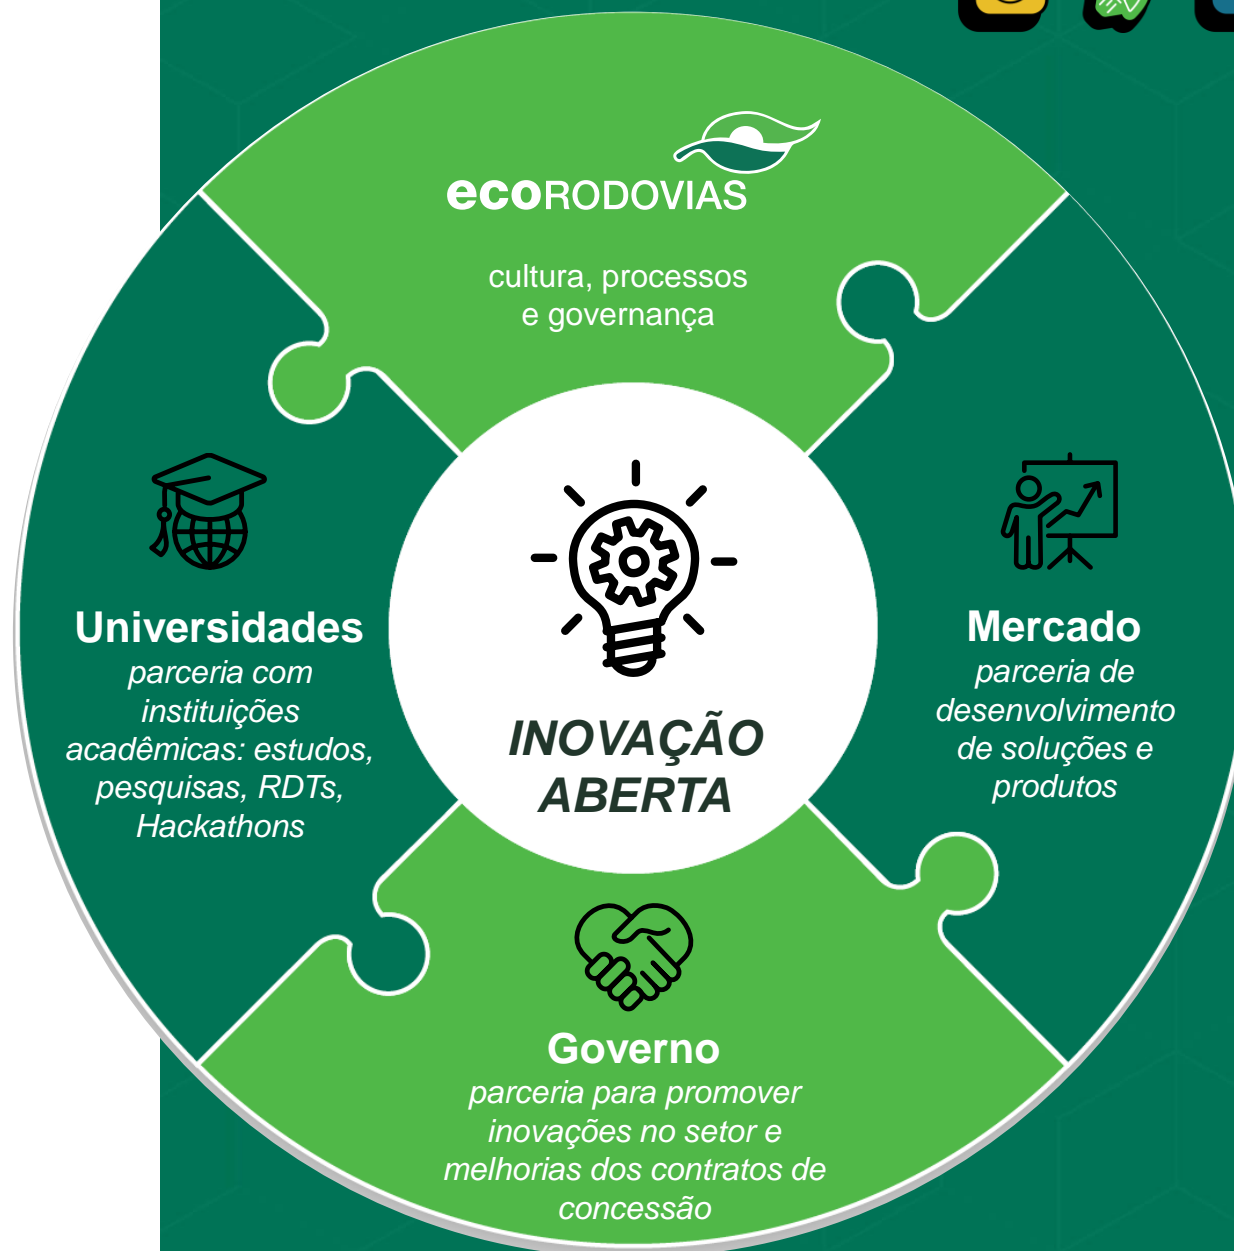 ecoRODOVIAS
cultura, processos
e governança
Universidades
parceria com
instituições
acadêmicas: estudos,
pesquisas, RDTs,
Hackathons
INOVAÇÃO
ABERTA
Mercado
parceria de
desenvolvimento
de soluções e
produtos
Governo
parceria para promover
inovações no setor e
melhorias dos contratos de
concessão